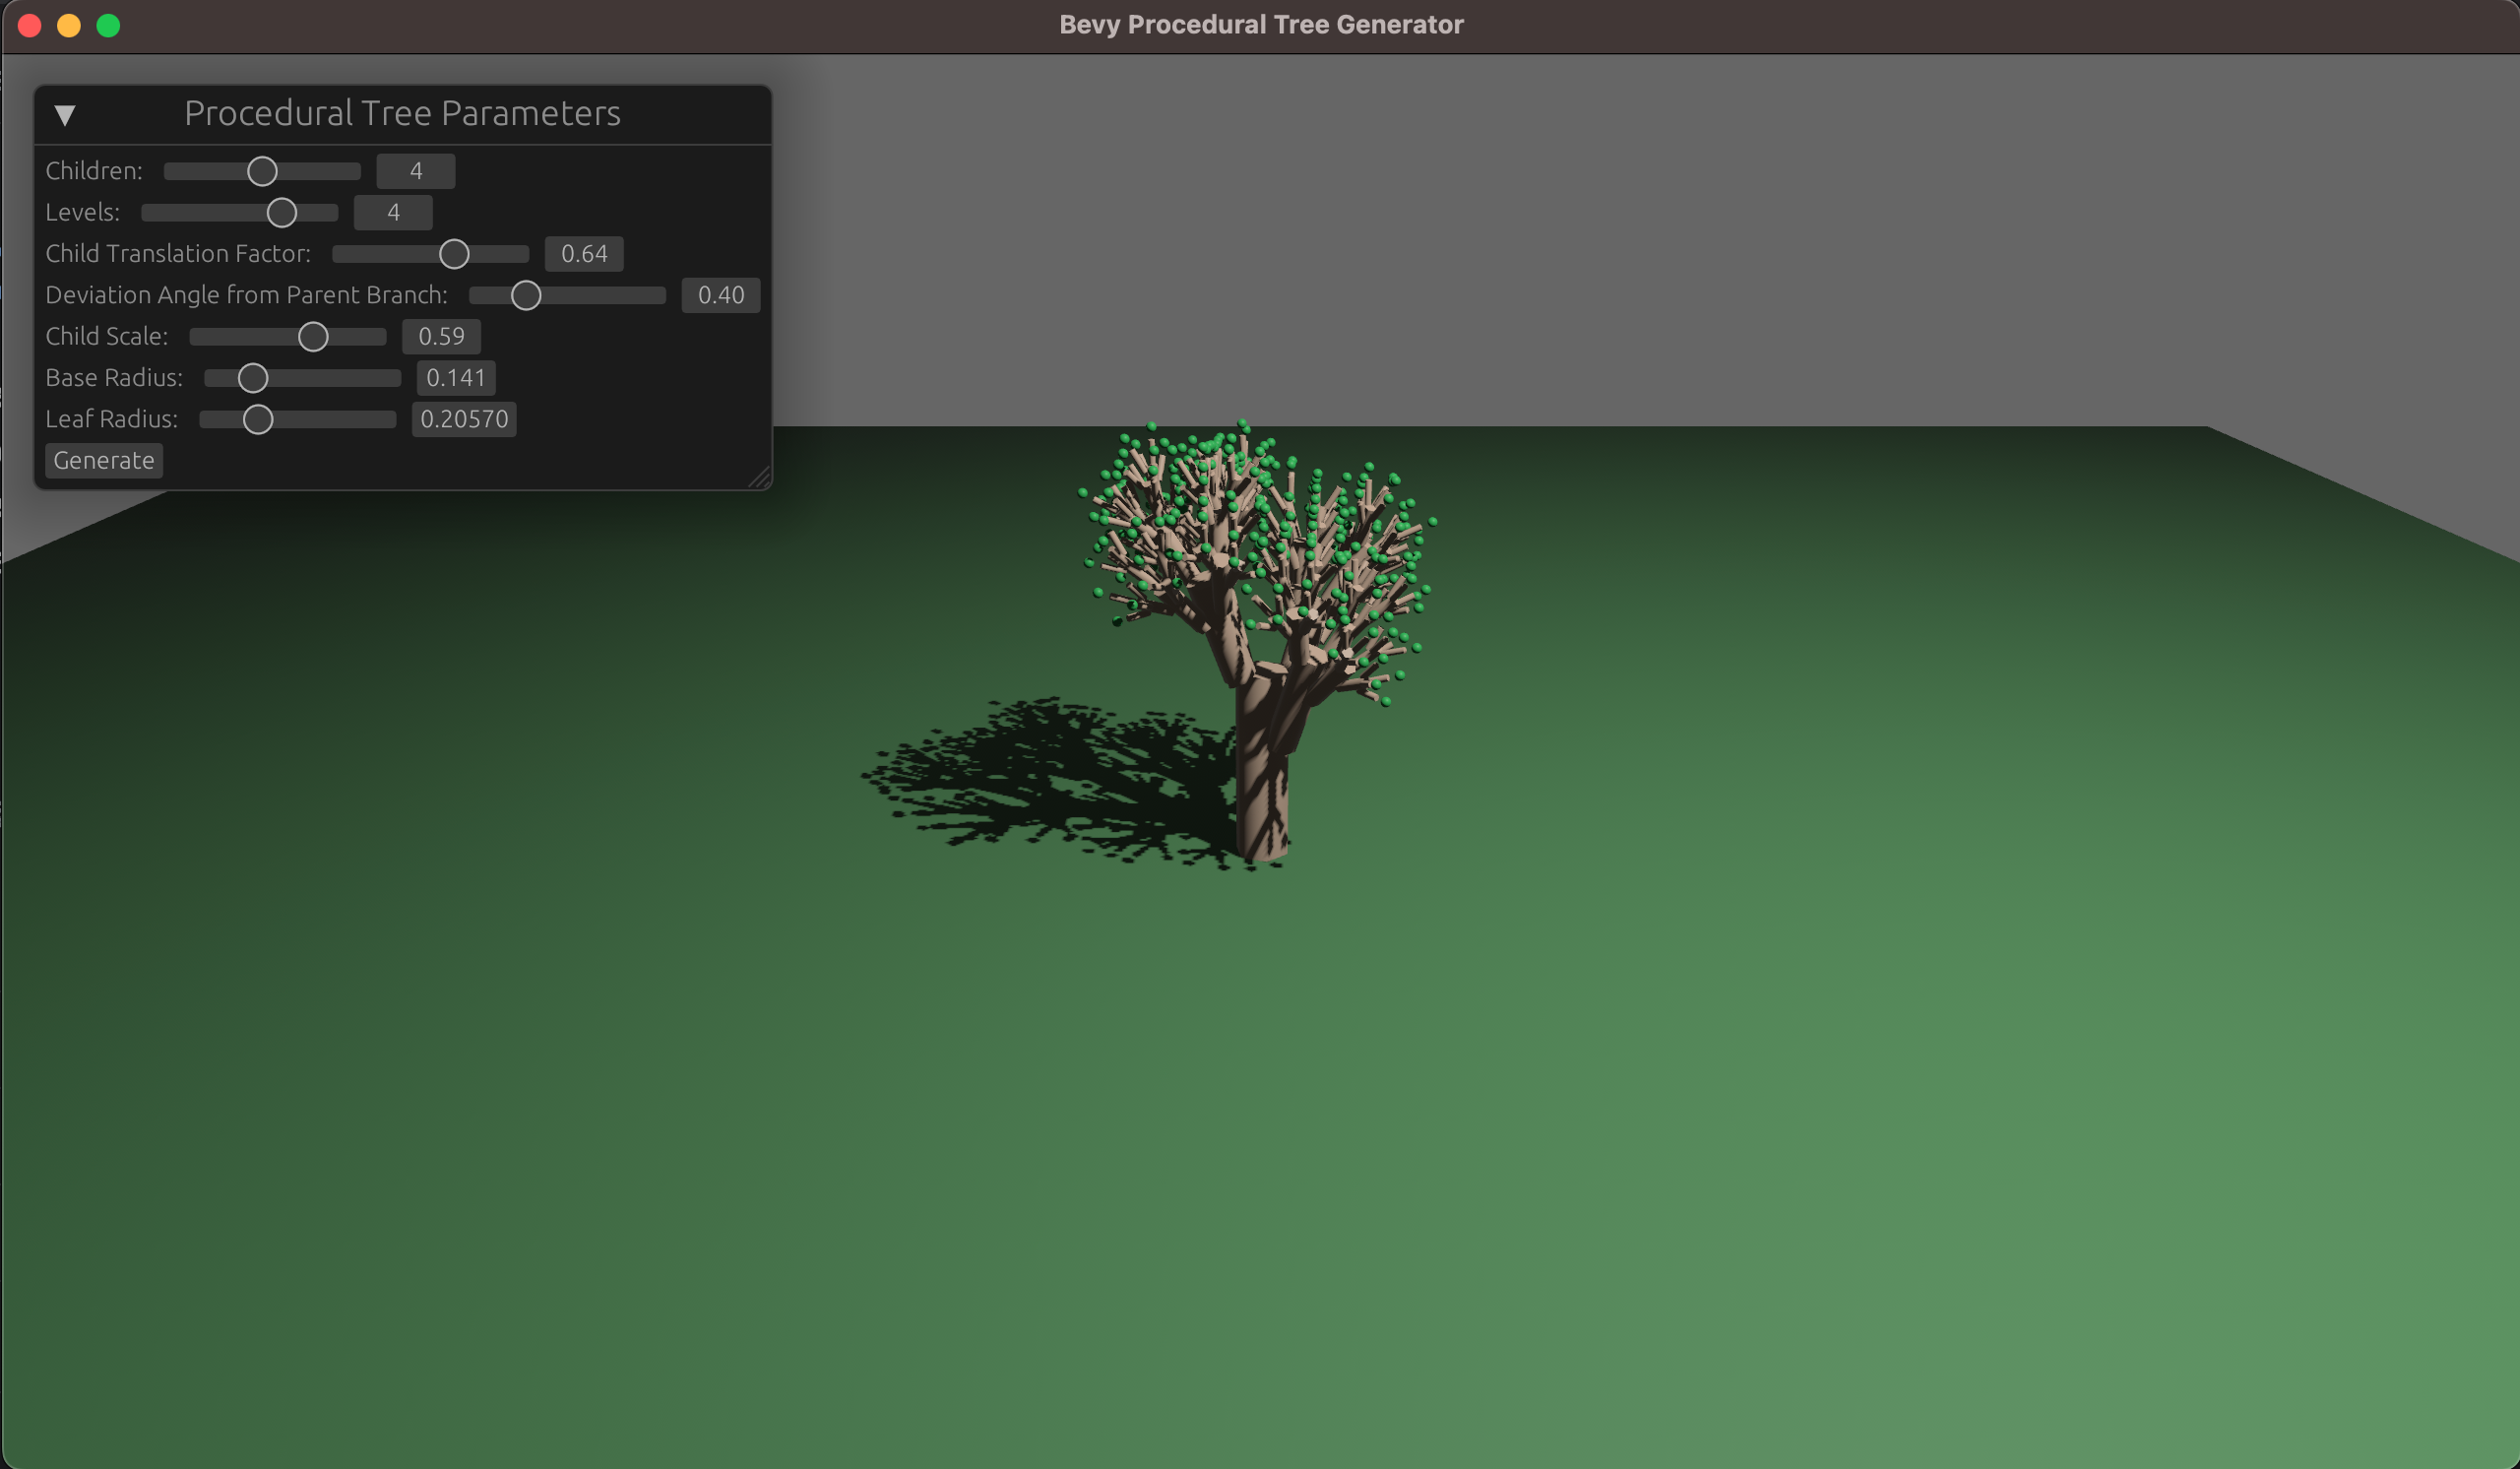 Bevy Procedural Tree Generator
Procedural Tree Parameters
Children: 4
Levels: 4
Child Translation Factor: 0.64
Deviation Angle from Parent Branch: 0.40
Child Scale: 0.59
Base Radius: 0.141
Leaf Radius: 0.20570
Generate